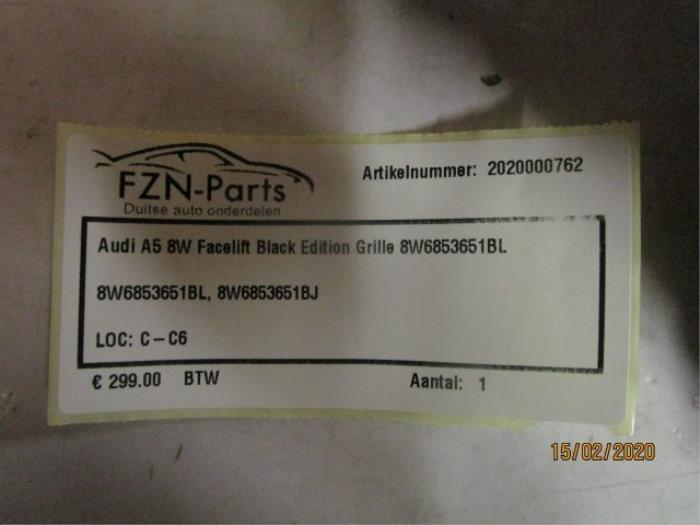 FZN-Parts
Duitse auto onderdelen
Artikelnummer: 2020000762
Audi A5 8W Facelift Black Edition Grille 8W6853651BL
8W6853651BL, 8W6853651BJ
LOC: C-C6
€ 299.00 BTW
Aantal: 1
15/02/2020